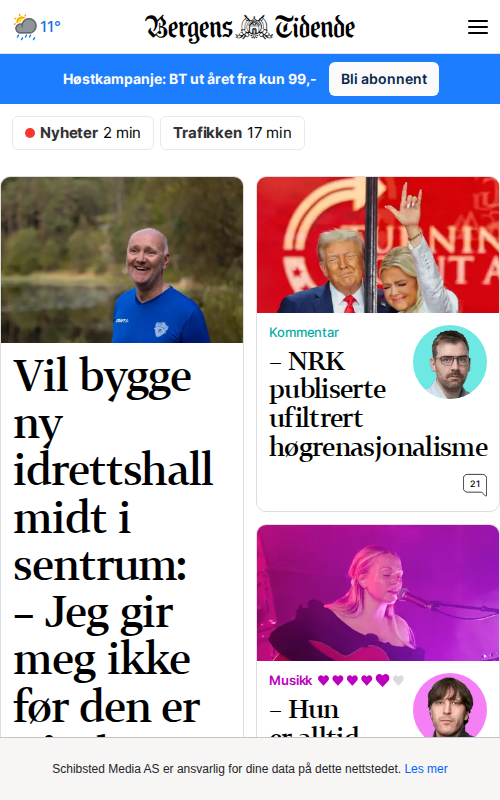 11°
Bergens Tidende
Høstkampanje: BT ut året fra kun 99,-
Bli abonnent
Nyheter 2 min
Trafikken 17 min
Vil bygge
ny
idrettshall
midt i
sentrum:
– Jeg gir
meg ikke
før den er
Kommentar
– NRK
publiserte
ufiltrert
høgrenasjonalisme
21
Musikk
– Hun
er alltid
Schibsted Media AS er ansvarlig for dine data på dette nettstedet. Les mer